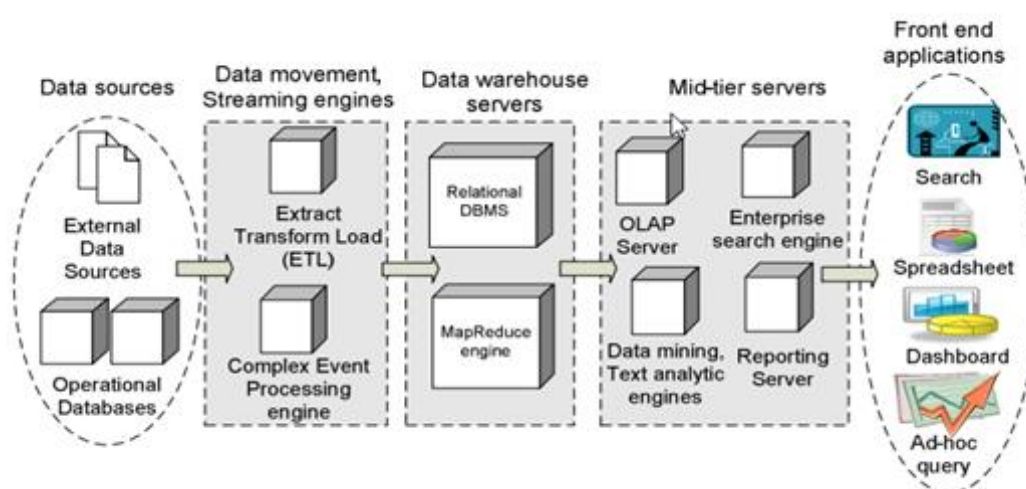 Data sources
External
Data
Sources
Operational
Databases
Data movement,
Streaming engines
Extract
Transform Load
(ETL)
Complex Event
Processing
engine
Data warehouse
servers
Relational
DBMS
MapReduce
engine
Mid-tier servers
OLAP
Server
Enterprise
search engine
Data mining,
Text analytic
engines
Reporting
Server
Front end
applications
Search
Spreadsheet
Dashboard
Ad-hoc
query